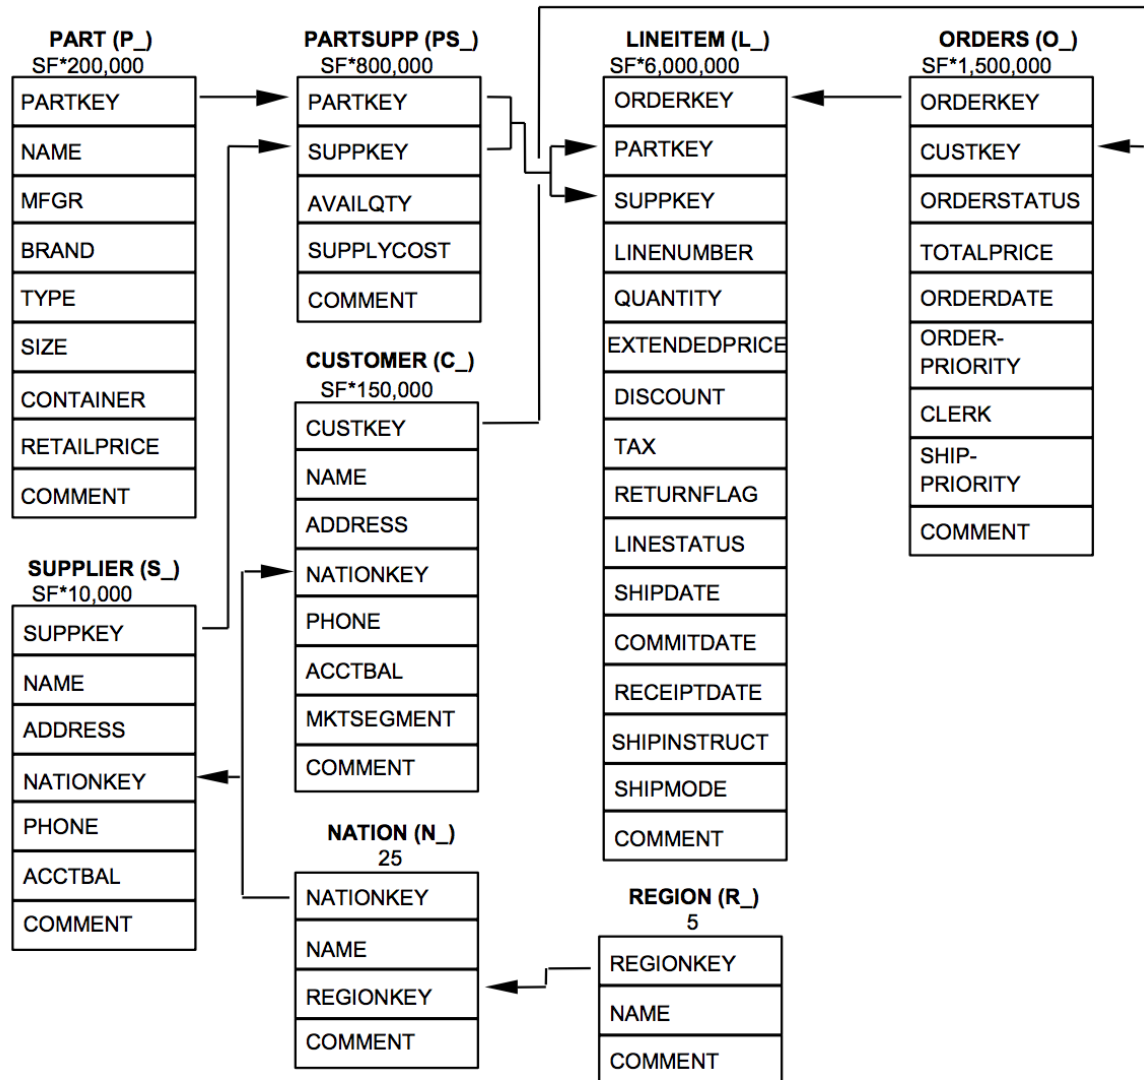 PART (P_)
SF*200,000
PARTKEY
NAME
MFGR
BRAND
TYPE
SIZE
CONTAINER
RETAILPRICE
COMMENT
SUPPLIER (S_)
SF*10,000
SUPPKEY
NAME
ADDRESS
NATIONKEY
PHONE
ACCTBAL
COMMENT
PARTSUPP (PS_)
SF*800,000
PARTKEY
SUPPKEY
AVAILQTY
SUPPLYCOST
COMMENT
CUSTOMER (C_)
SF*150,000
CUSTKEY
NAME
ADDRESS
NATIONKEY
PHONE
ACCTBAL
MKTSEGMENT
COMMENT
NATION (N_)
25
NATIONKEY
NAME
REGIONKEY
COMMENT
LINEITEM (L_)
SF*6,000,000
ORDERKEY
PARTKEY
SUPPKEY
LINENUMBER
QUANTITY
EXTENDEDPRICE
DISCOUNT
TAX
RETURNFLAG
LINESTATUS
SHIPDATE
COMMITDATE
RECEIPTDATE
SHIPINSTRUCT
SHIPMODE
COMMENT
REGION (R_)
5
REGIONKEY
NAME
COMMENT
ORDERS (O_)
SF*1,500,000
ORDERKEY
CUSTKEY
ORDERSTATUS
TOTALPRICE
ORDERDATE
ORDER-
PRIORITY
CLERK
SHIP-
PRIORITY
COMMENT